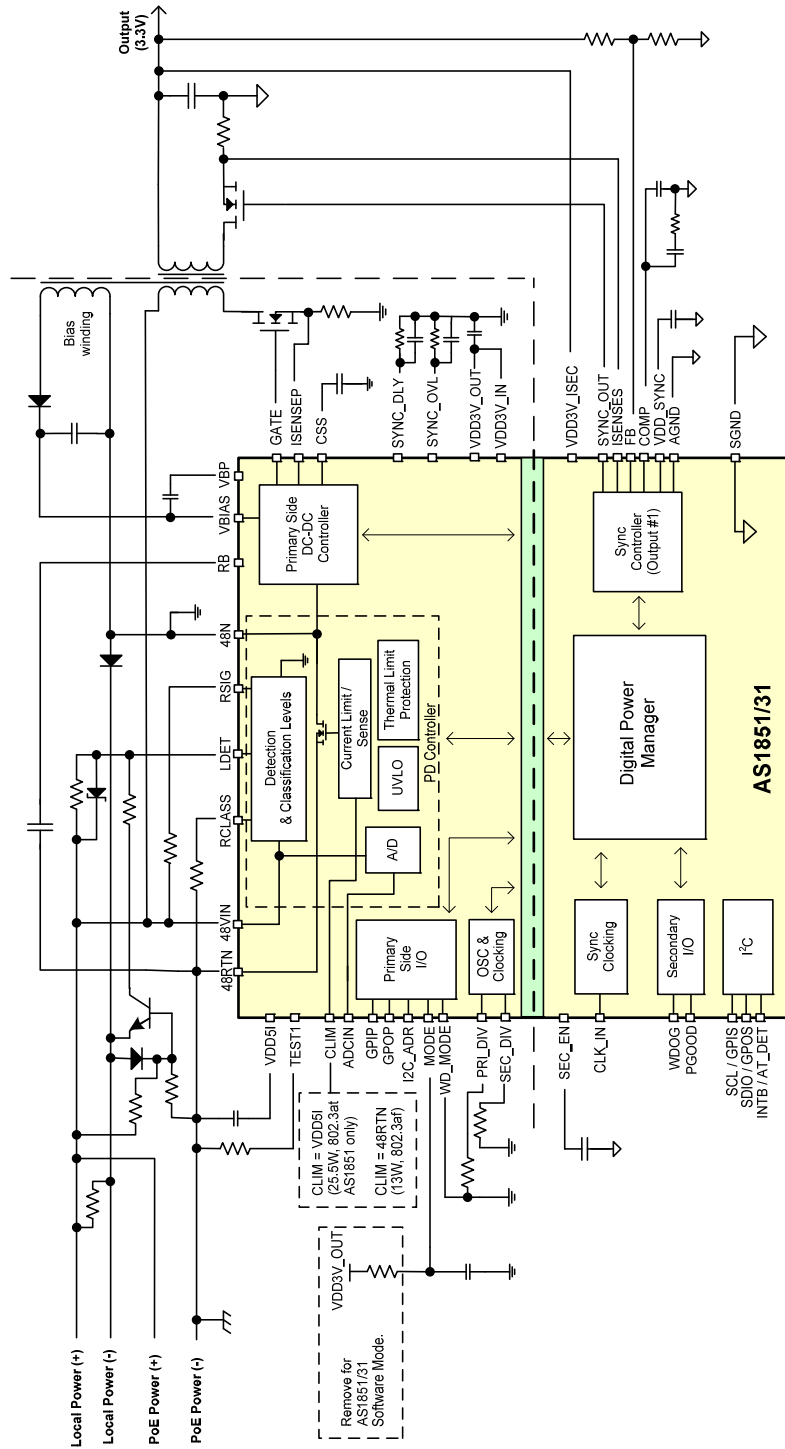 Local Power (+)
Local Power (-)
PoE Power (+)
PoE Power (-)
Output
(3.3V)
Bias
winding
48RTN
48VIN
RCLASS
LDET
RSIG
48N
RB
VBIAS
VBP
VDD5I
TEST1
CLIM
ADCIN
GPIP
GPOP
I2C_ADR
MODE
WD_MODE
PRI_DIV
SEC_DIV
SEC_EN
CLK_IN
WDOG
PGOOD
SCL / GPIS
SDIO / GPOS
INTB / AT_DET
CLIM = VDD5I
(25.5W, 802.3at
AS1851 only)
CLIM = 48RTN
(13W, 802.3af)
VDD3V_OUT
Remove for
AS1851/31
Software Mode.
Detection
& Classification Levels
Current Limit /
Sense
Thermal Limit
Protection
UVLO
PD Controller
A/D
Primary Side
DC-DC
Controller
Primary
Side
I/O
OSC &
Clocking
Sync
Clocking
Secondary
I/O
I²C
Digital Power
Manager
Sync
Controller
(Output #1)
AS1851/31
GATE
ISENSEP
CSS
SYNC_DLY
SYNC_OVL
VDD3V_OUT
VDD3V_IN
VDD3V_ISEC
SYNC_OUT
ISENSES
FB
COMP
VDD_SYNC
AGND
SGND